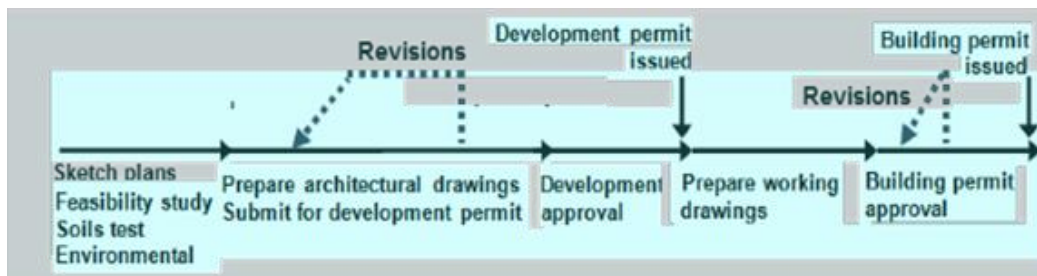 Development permit
issued
Revisions
Building permit
issued
Revisions
Sketch plans
Feasibility study
Soils test
Environmental
Prepare architectural drawings
Submit for development permit
Development
approval
Prepare working
drawings
Building permit
approval